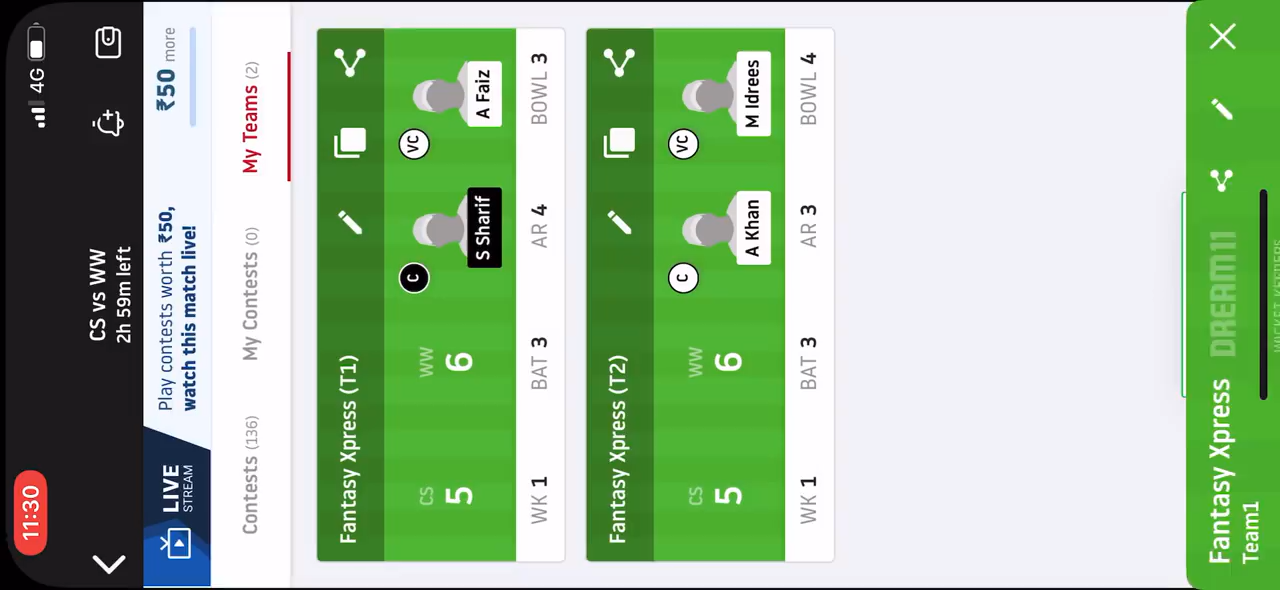 11:30
4G
CS vs WW
2h 59m left
LIVE
STREAM
Play contests worth ₹50,
watch this match live!
₹50 more
Contests (136)
My Contests (0)
My Teams (2)
Fantasy Xpress (T1)
CS
5
WW
6
C
S Sharif
VC
A Faiz
WK 1
BAT 3
AR 4
BOWL 3
Fantasy Xpress (T2)
CS
5
WW
6
C
A Khan
VC
M Idrees
WK 1
BAT 3
AR 3
BOWL 4
Fantasy Xpress
Team1
DREAM11
WICKET KEEPERS